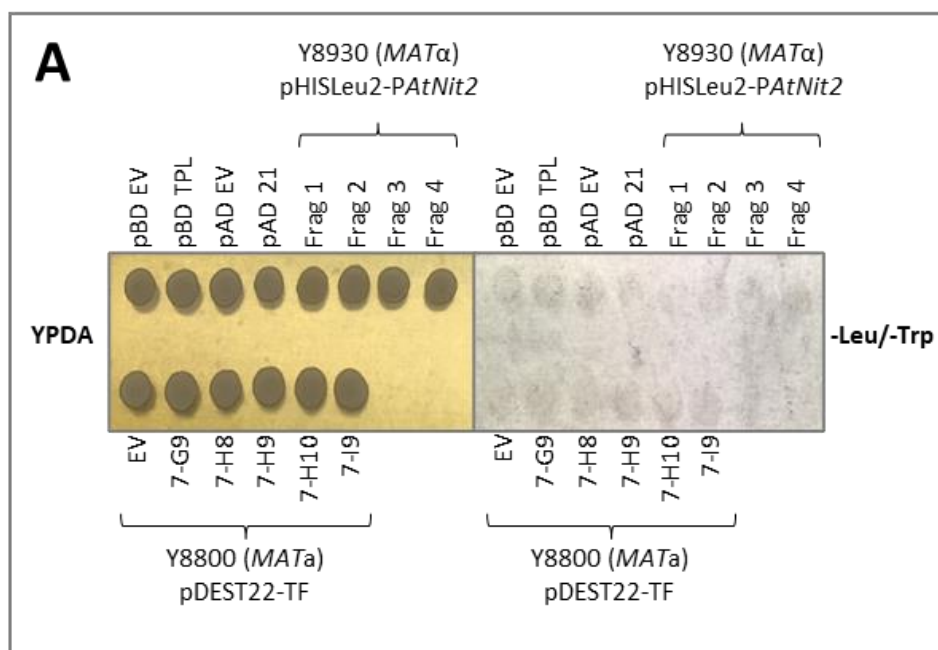 A
Y8930 (MATα)
pHISLeu2-PAtNit2
Y8930 (MATα)
pHISLeu2-PAtNit2
pBD EV
pBD TPL
pAD EV
pAD 21
Frag 1
Frag 2
Frag 3
Frag 4
pBD EV
pBD TPL
pAD EV
pAD 21
Frag 1
Frag 2
Frag 3
Frag 4
YPDA
-Leu/-Trp
EV
7-G9
7-H8
7-H9
7-H10
7-I9
EV
7-G9
7-H8
7-H9
7-H10
7-I9
Y8800 (MATa)
pDEST22-TF
Y8800 (MATa)
pDEST22-TF